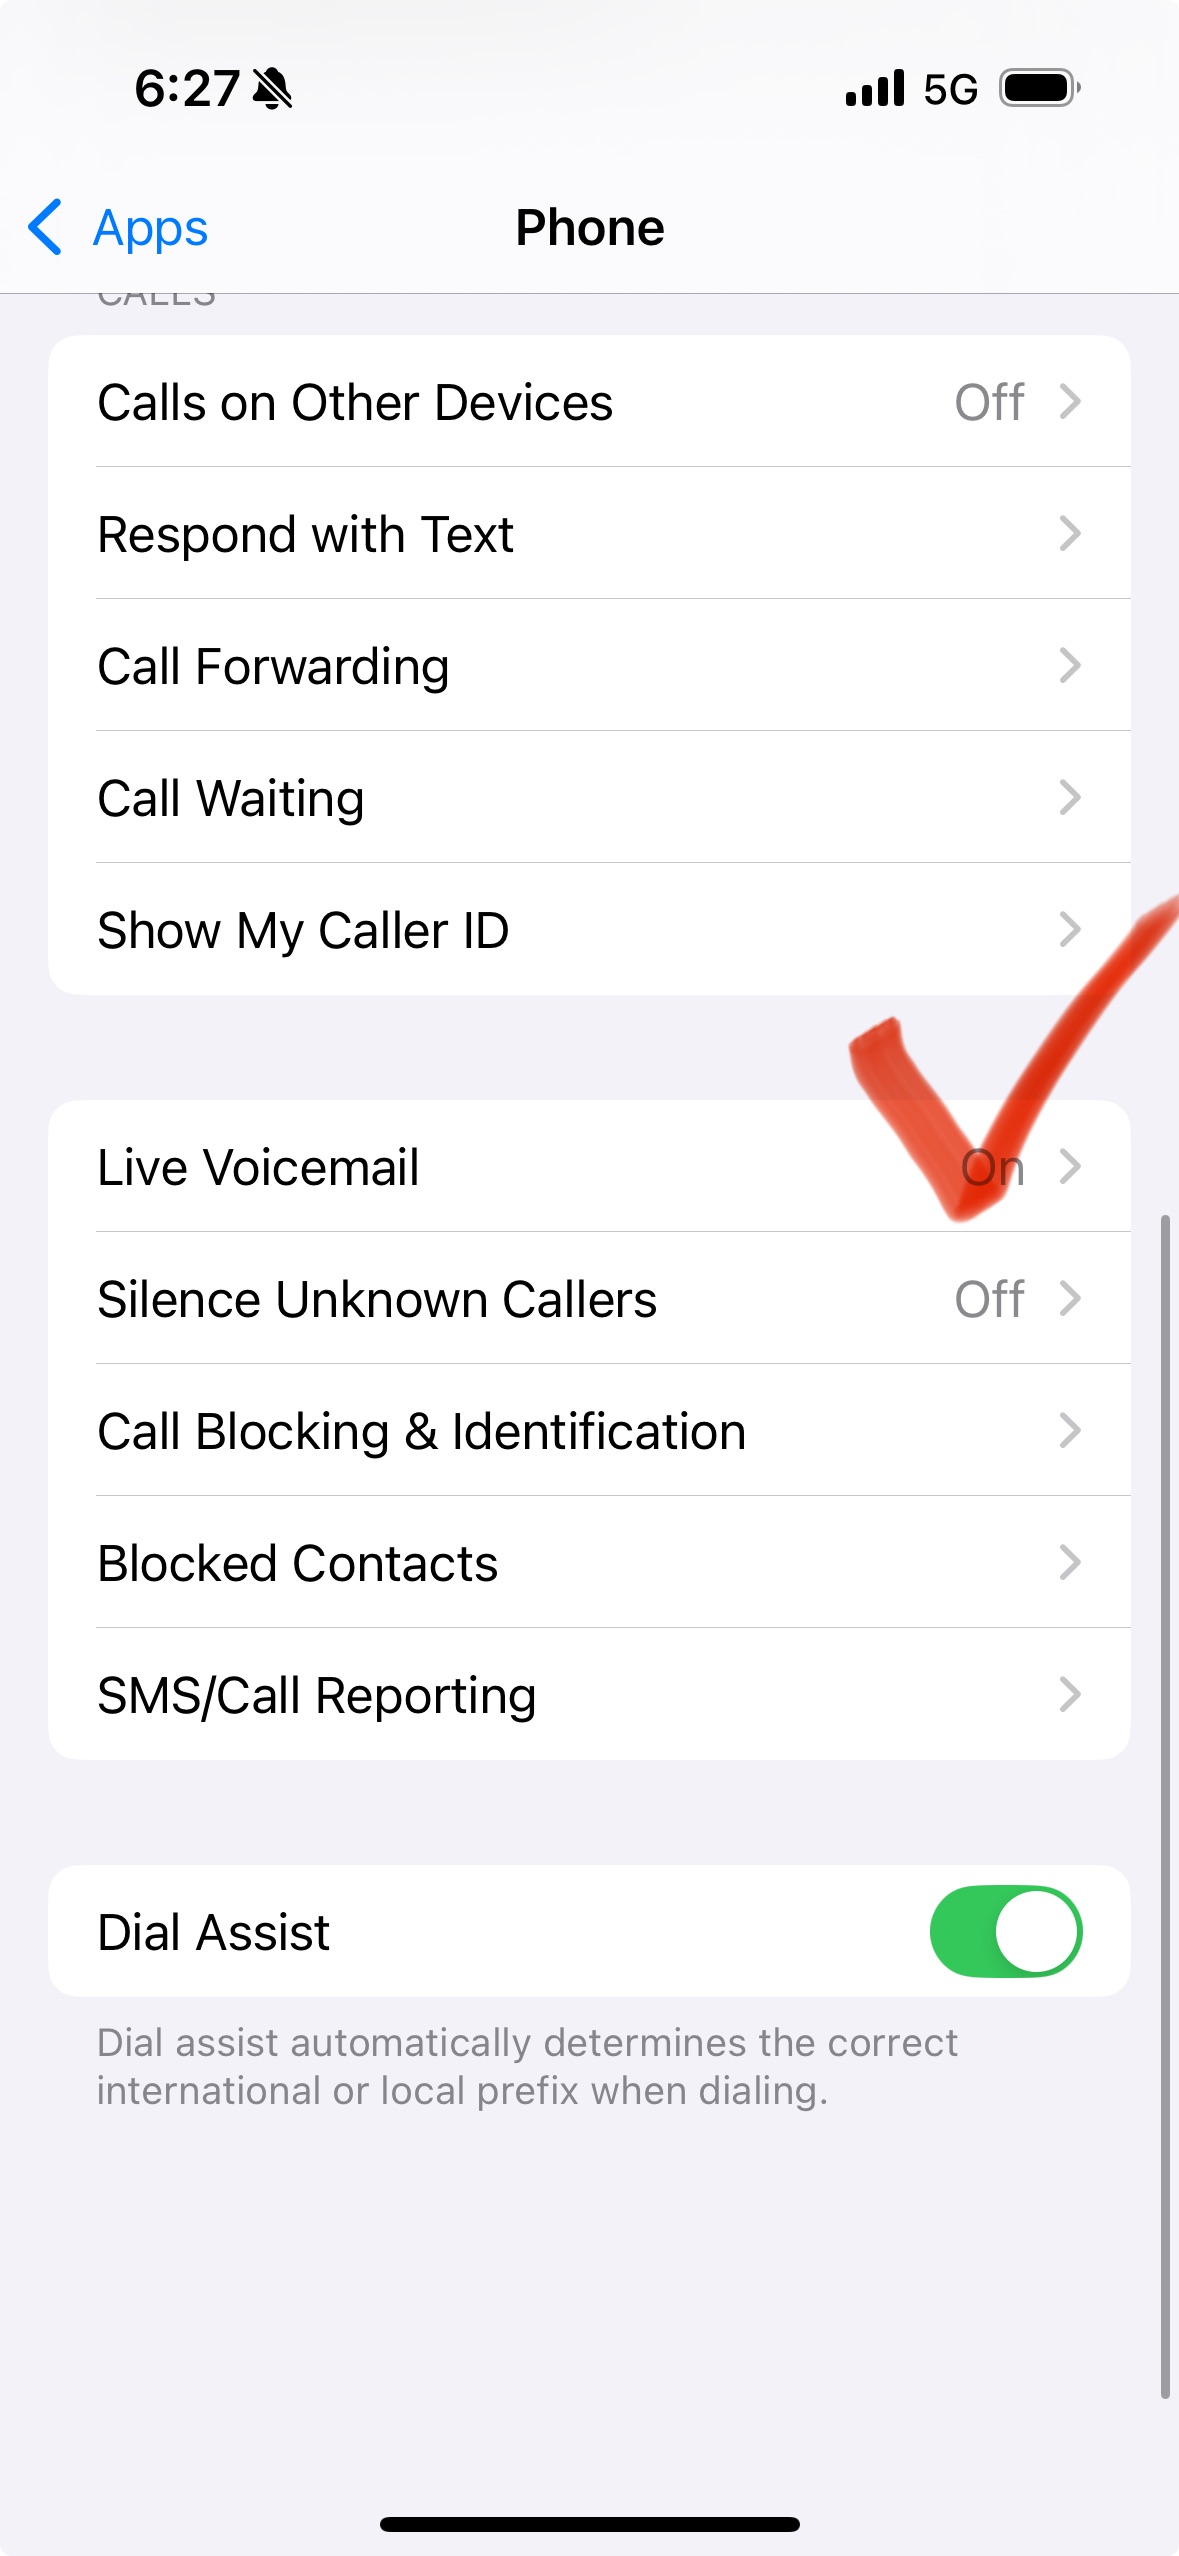 6:27 5G
Apps Phone
CALLS
Calls on Other Devices Off
Respond with Text
Call Forwarding
Call Waiting
Show My Caller ID
Live Voicemail On
Silence Unknown Callers Off
Call Blocking & Identification
Blocked Contacts
SMS/Call Reporting
Dial Assist
Dial assist automatically determines the correct
international or local prefix when dialing.